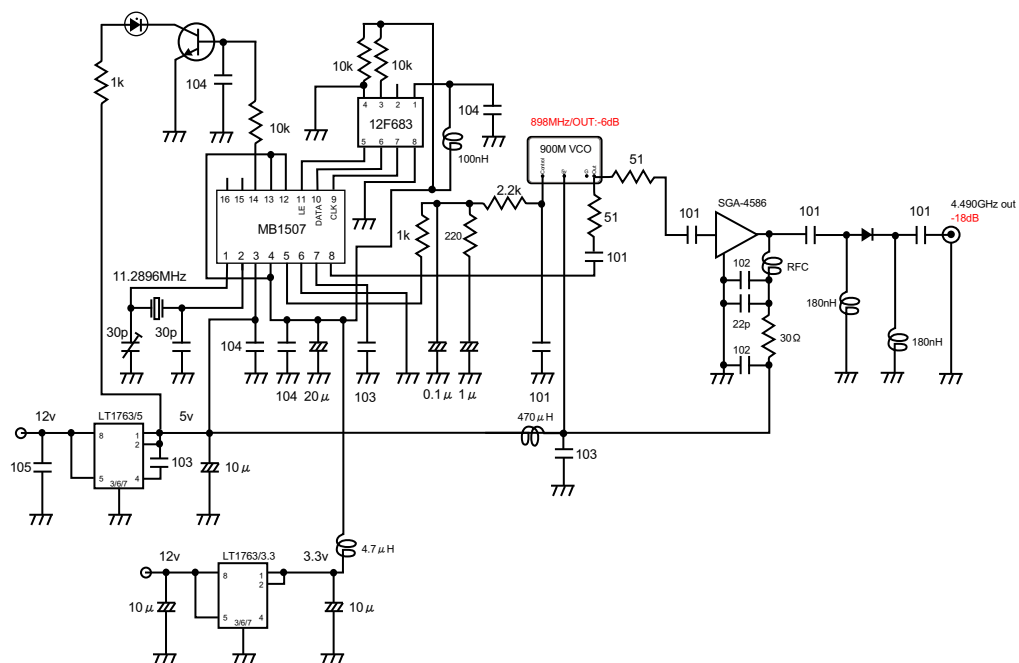 1k
104
10k
10k
10k
4 3 2 1
12F683
5 6 7 8
104
100nH
898MHz/OUT:-6dB
900M VCO
Out
51
51
101
2.2k
1k
220
16 15 14 13 12 11 10 9
LE
DATA
CLK
MB1507
1 2 3 4 5 6 7 8
11.2896MHz
30p
30p
104
104
20μ
103
0.1μ
1μ
101
101
SGA-4586
101
101
4.490GHz out
-18dB
102
RFC
22p
30Ω
102
180nH
180nH
12v
LT1763/5
5v
8
1
2
5
4
3/6/7
105
103
10μ
470μH
103
4.7μH
12v
LT1763/3.3
3.3v
8
1
2
5
4
3/6/7
10μ
10μ